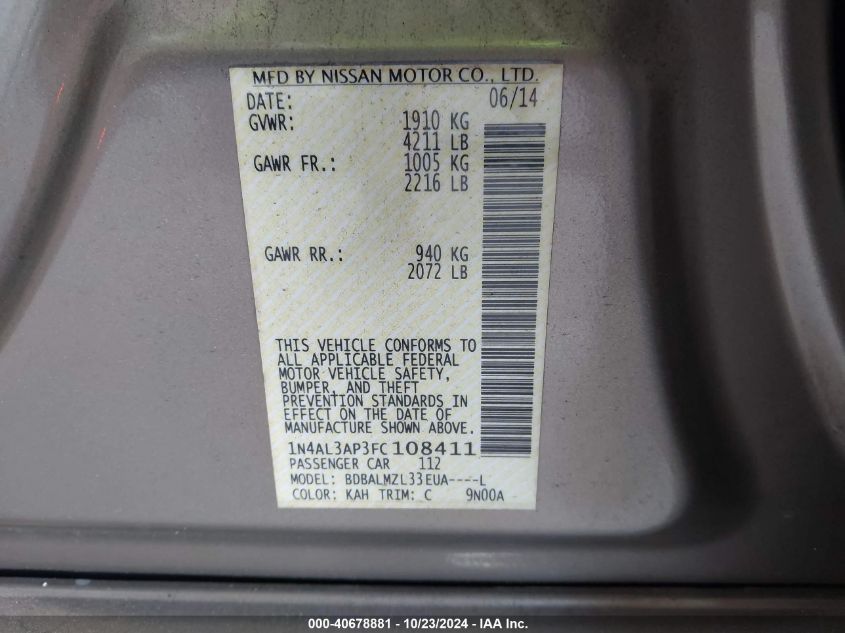 MFD BY NISSAN MOTOR CO., LTD.
DATE: 06/14
GVWR: 1910 KG
4211 LB
GAWR FR.: 1005 KG
2216 LB
GAWR RR.: 940 KG
2072 LB
THIS VEHICLE CONFORMS TO
ALL APPLICABLE FEDERAL
MOTOR VEHICLE SAFETY,
BUMPER, AND THEFT
PREVENTION STANDARDS IN
EFFECT ON THE DATE OF
MANUFACTURE SHOWN ABOVE.
1N4AL3AP3FC108411
PASSENGER CAR 112
MODEL: BDBALMZL33EUA----L
COLOR: KAH TRIM: C 9N00A
000-40678881 - 10/23/2024 - IAA Inc.